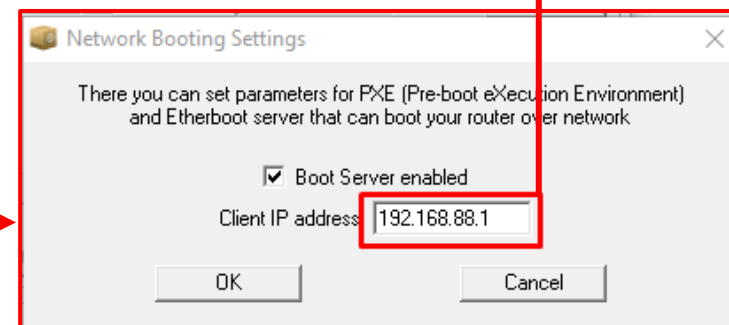 Network Booting Settings
There you can set parameters for PXE (Pre-boot eXecution Environment)
and Etherboot server that can boot your router over network
Boot Server enabled
Client IP address 192.168.88.1
OK Cancel